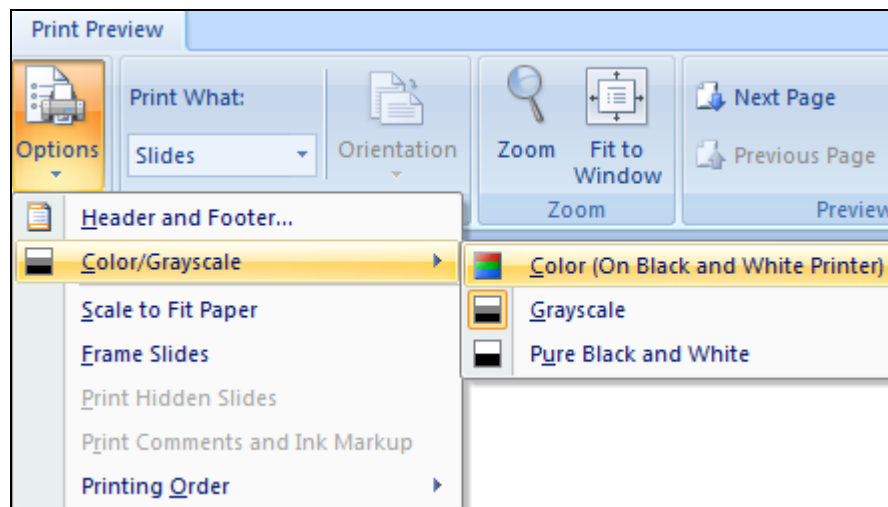 Print Preview
Options
Print What:
Slides
Orientation
Zoom
Fit to
Window
Zoom
Next Page
Previous Page
Preview
Header and Footer...
Color/Grayscale
Scale to Fit Paper
Frame Slides
Print Hidden Slides
Print Comments and Ink Markup
Printing Order
Color (On Black and White Printer)
Grayscale
Pure Black and White